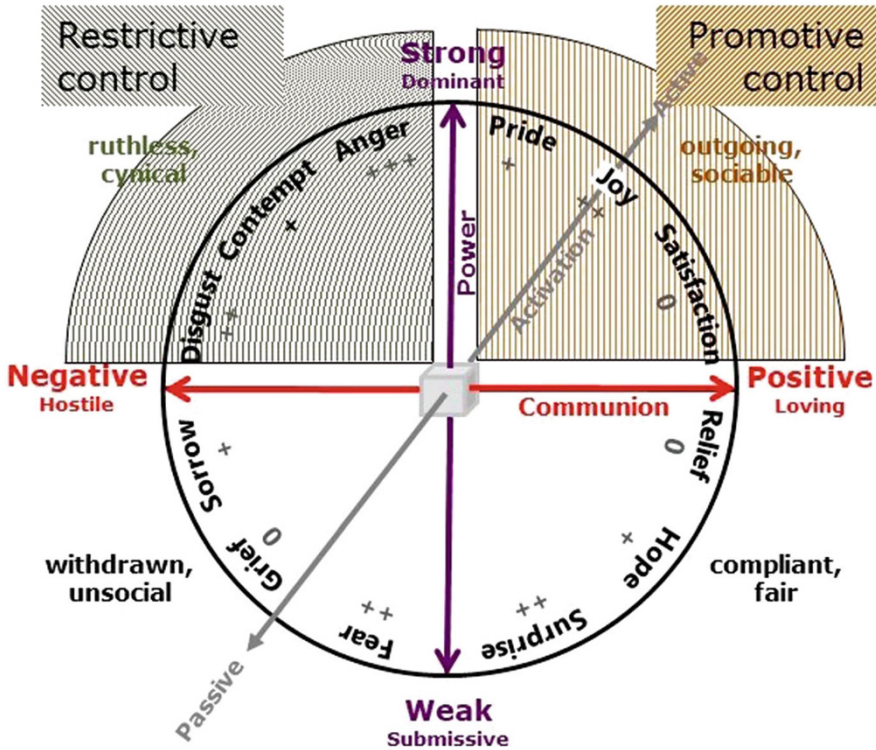 Restrictive
control
Strong
Dominant
Promotive
control
Active
ruthless,
cynical
outgoing,
sociable
Anger
+++
Contempt
+
Disgust
++
Pride
+
Joy
++
Satisfaction
0
Power
Activation
Negative
Hostile
Communion
Positive
Loving
Sorrow
+
Grief
0
Fear
++
Surprise
++
Hope
+
Relief
0
withdrawn,
unsocial
compliant,
fair
Passive
Weak
Submissive